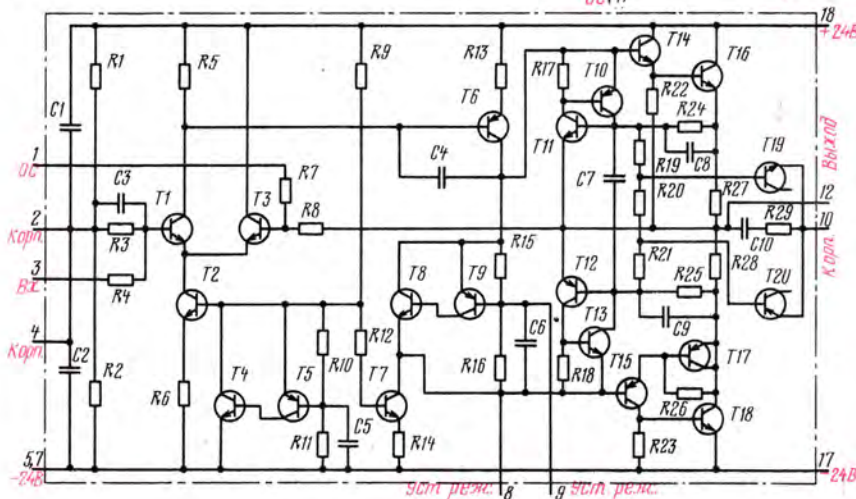 18
+24В
R1
R5
R9
R13
T6
R17
T10
T14
T16
R22
R24
C1
1
ОС
C3
T1
T3
R7
C4
T11
C7
R19
C8
T19
Выход
2
Корп.
R3
R8
R20
R27
12
C10
R29
10
Корп.
3
Вх.
R4
T2
T8
T9
R15
T12
R21
R25
R28
T20
4
Корп.
C2
R2
R6
T4
T5
R10
R12
T7
R16
C6
T13
C9
R18
T15
T17
R26
T18
R11
C5
R14
R23
5,7
-24В
Уст. реж.
8
9
Уст. реж.
17
-24В